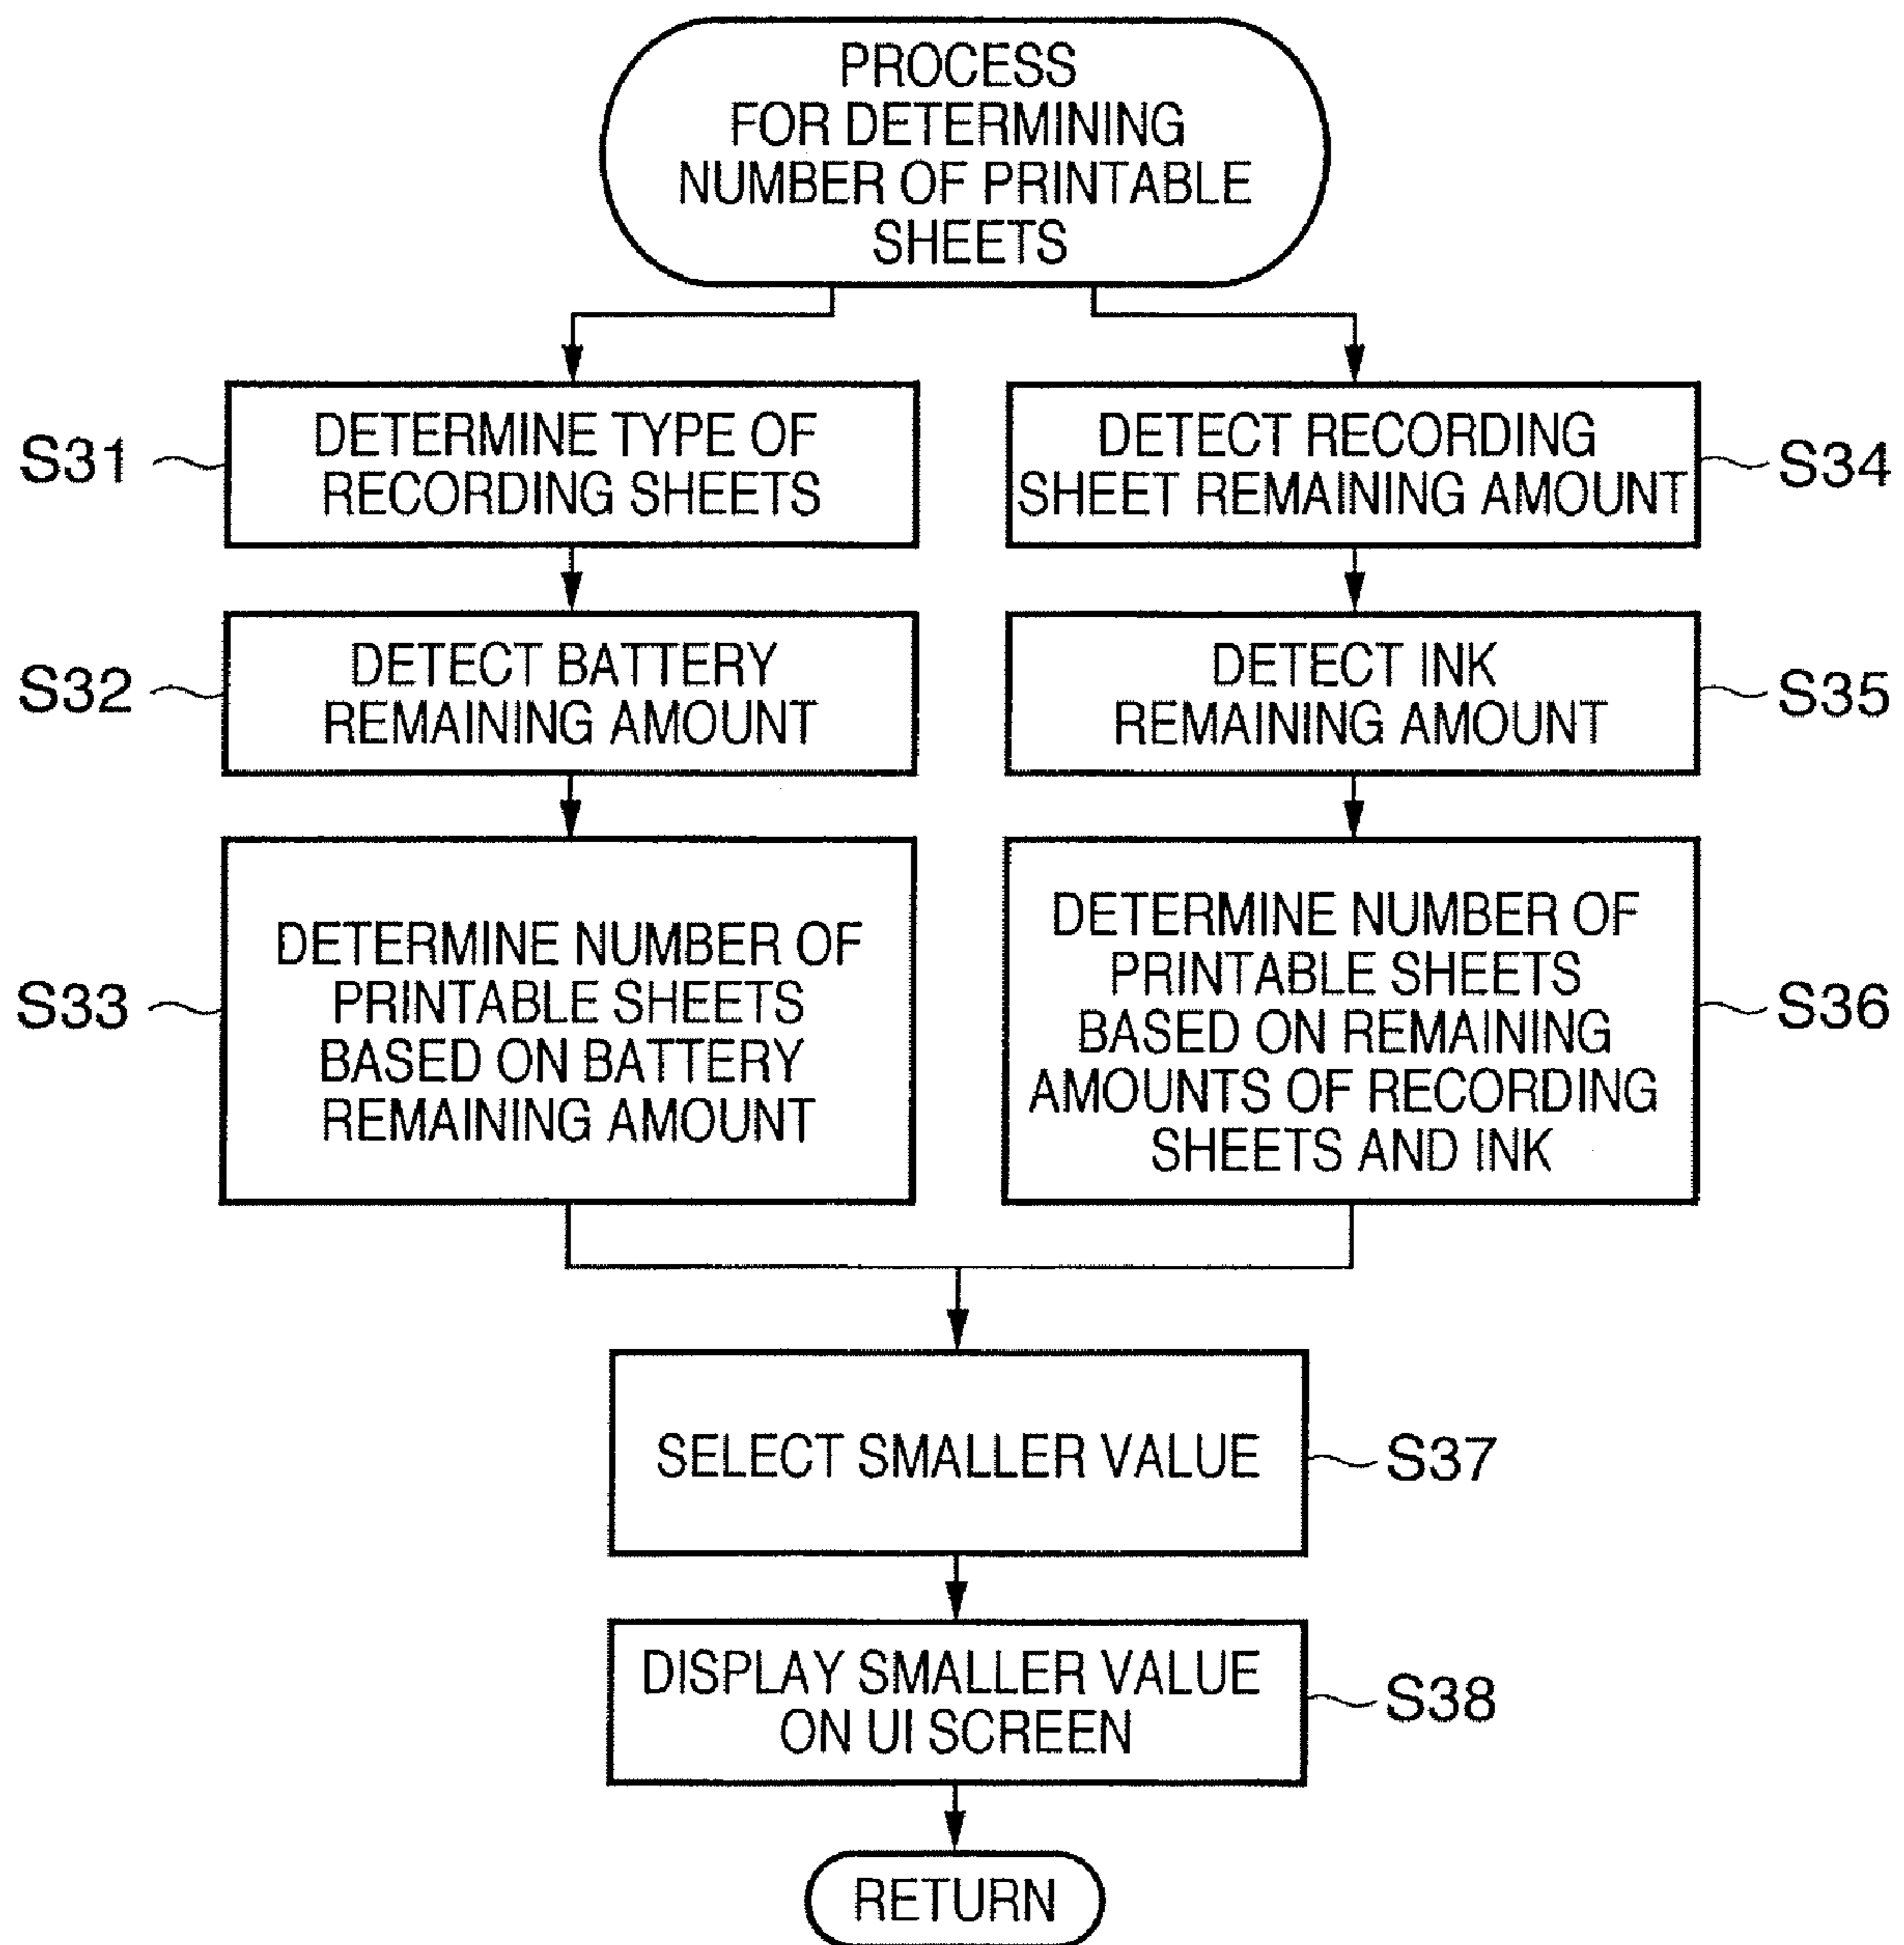 PROCESS
FOR DETERMINING
NUMBER OF PRINTABLE
SHEETS
S31
DETERMINE TYPE OF
RECORDING SHEETS
S32
DETECT BATTERY
REMAINING AMOUNT
S33
DETERMINE NUMBER OF
PRINTABLE SHEETS
BASED ON BATTERY
REMAINING AMOUNT
DETECT RECORDING
SHEET REMAINING AMOUNT
S34
DETECT INK
REMAINING AMOUNT
S35
DETERMINE NUMBER OF
PRINTABLE SHEETS
BASED ON REMAINING
AMOUNTS OF RECORDING
SHEETS AND INK
S36
SELECT SMALLER VALUE
S37
DISPLAY SMALLER VALUE
ON UI SCREEN
S38
RETURN